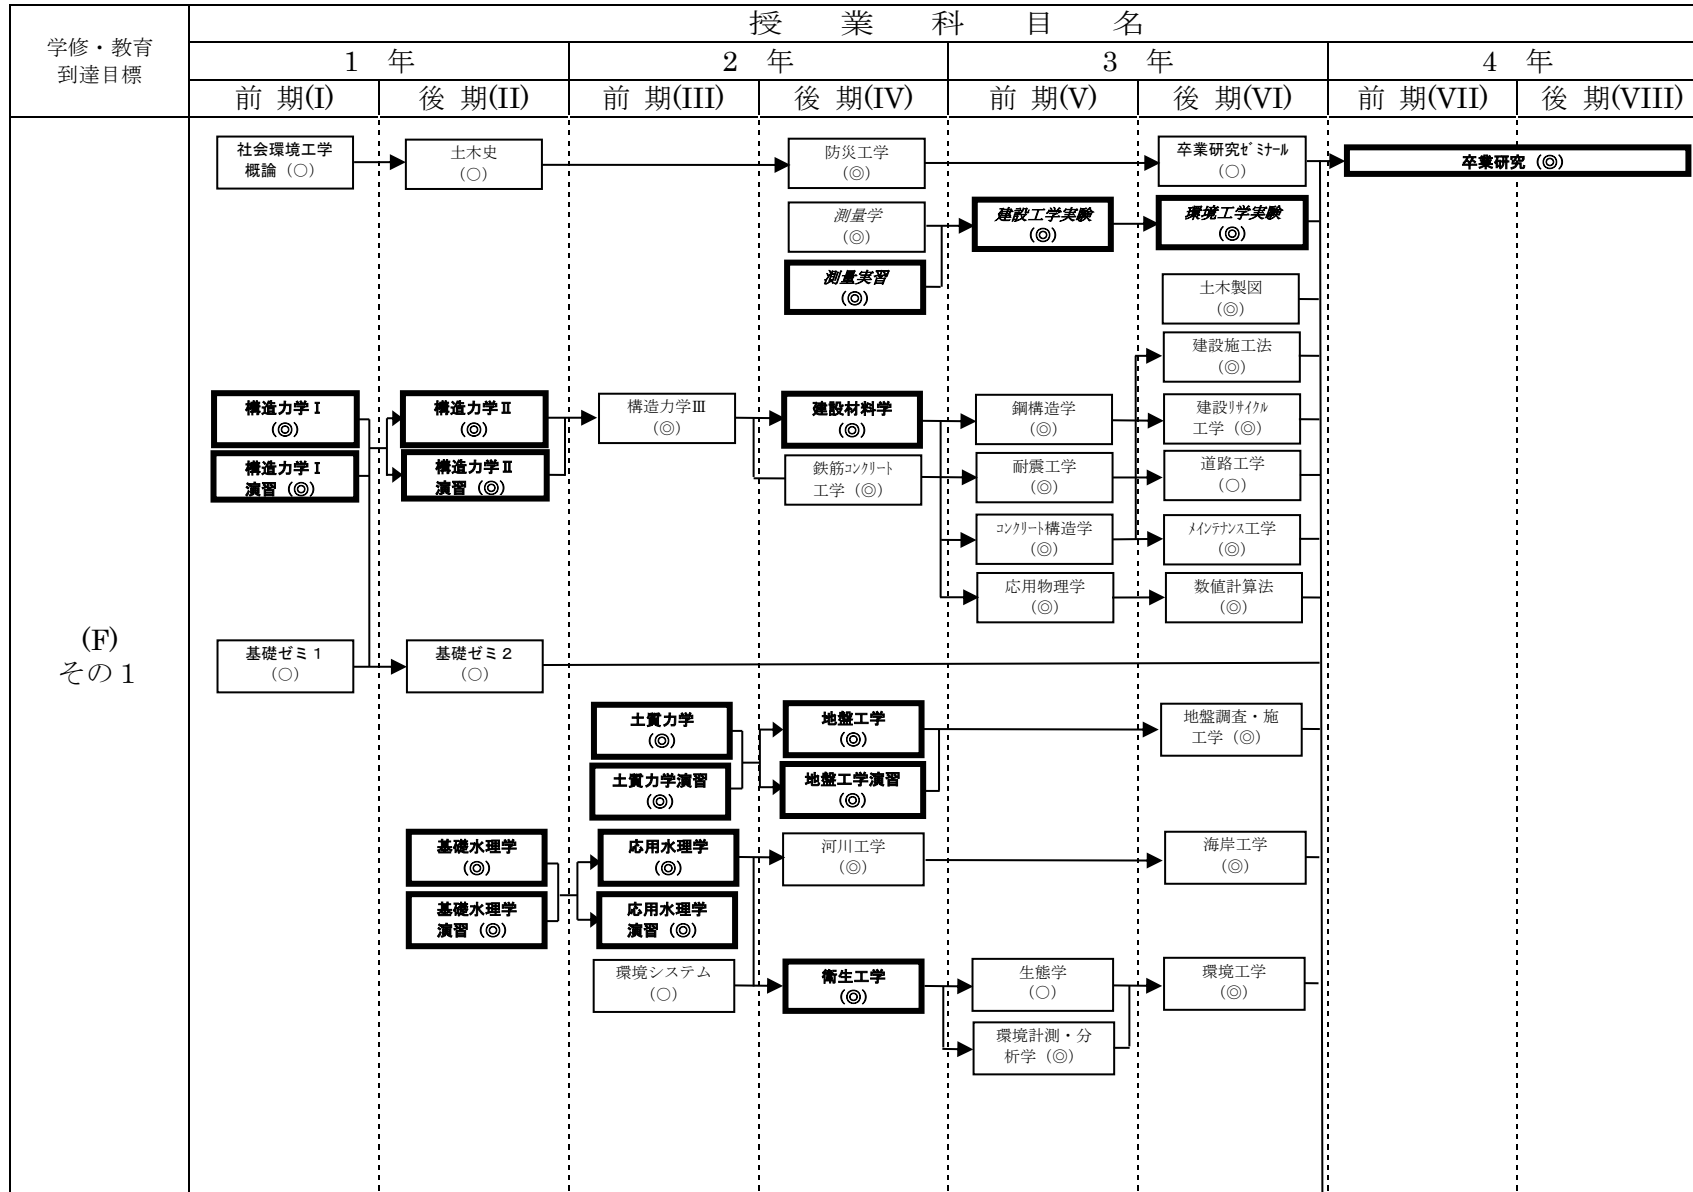 授 業 科 目 名
学修・教育
到達目標
1 年
2 年
3 年
4 年
前 期(I)
後 期(II)
前 期(III)
後 期(IV)
前 期(V)
後 期(VI)
前 期(VII)
後 期(VIII)
(F)
その１
社会環境工学
概論（○）
土木史
（○）
防災工学
（◎）
卒業研究ｾﾞﾐﾅｰﾙ
（○）
卒業研究（◎）
測量学
（◎）
建設工学実験
（◎）
環境工学実験
（◎）
測量実習
（◎）
土木製図
（◎）
建設施工法
（◎）
構造力学Ⅰ
（◎）
構造力学Ⅱ
（◎）
構造力学Ⅲ
（◎）
建設材料学
（◎）
鋼構造学
（◎）
建設ﾘｻｲｸﾙ
工学（◎）
構造力学Ⅰ
演習（◎）
構造力学Ⅱ
演習（◎）
鉄筋ｺﾝｸﾘｰﾄ
工学（◎）
耐震工学
（◎）
道路工学
（○）
ｺﾝｸﾘｰﾄ構造学
（◎）
ﾒｲﾝﾃﾅﾝｽ工学
（◎）
応用物理学
（◎）
数値計算法
（◎）
基礎ゼミ１
（○）
基礎ゼミ２
（○）
土質力学
（◎）
地盤工学
（◎）
地盤調査・施
工学（◎）
土質力学演習
（◎）
地盤工学演習
（◎）
基礎水理学
（◎）
応用水理学
（◎）
河川工学
（◎）
海岸工学
（◎）
基礎水理学
演習（◎）
応用水理学
演習（◎）
環境システム
（○）
衛生工学
（◎）
生態学
（○）
環境工学
（◎）
環境計測・分
析学（◎）